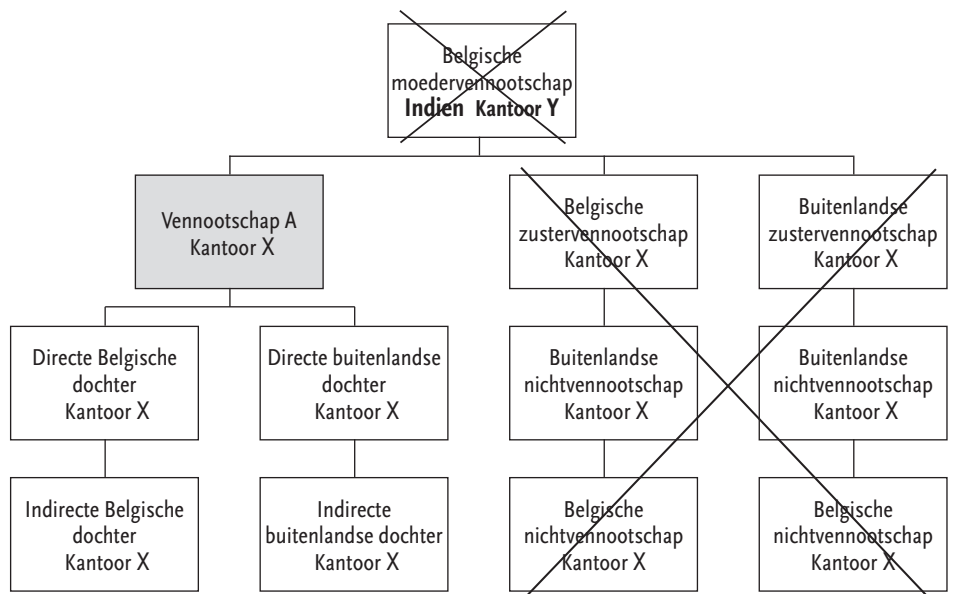 Belgische
moedervennootschap
Indien Kantoor Y
Vennootschap A
Kantoor X
Belgische
zustervennootschap
Kantoor X
Buitenlandse
zustervennootschap
Kantoor X
Directe Belgische
dochter
Kantoor X
Directe buitenlandse
dochter
Kantoor X
Buitenlandse
nichtvennootschap
Kantoor X
Buitenlandse
nichtvennootschap
Kantoor X
Indirecte Belgische
dochter
Kantoor X
Indirecte
buitenlandse dochter
Kantoor X
Belgische
nichtvennootschap
Kantoor X
Belgische
nichtvennootschap
Kantoor X